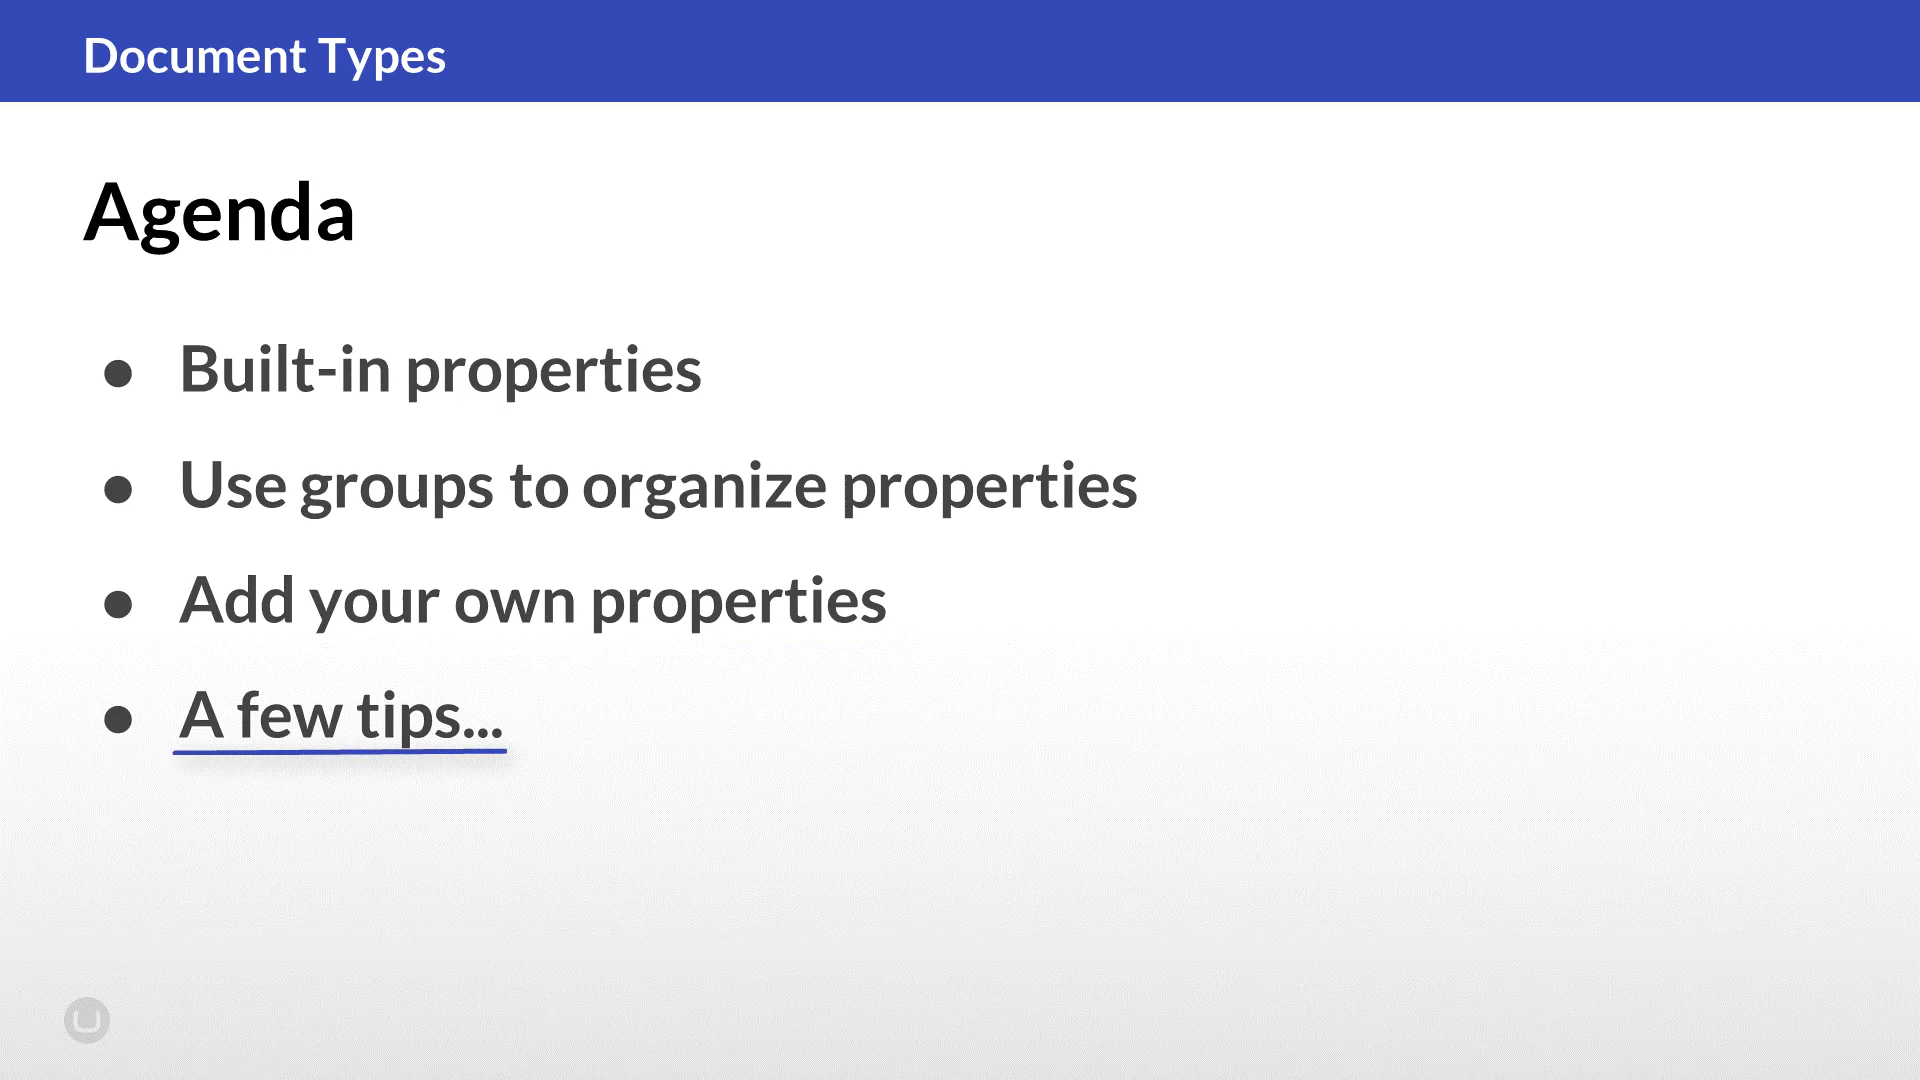 Document Types
Agenda
● Built-in properties
● Use groups to organize properties
● Add your own properties
● A few tips...